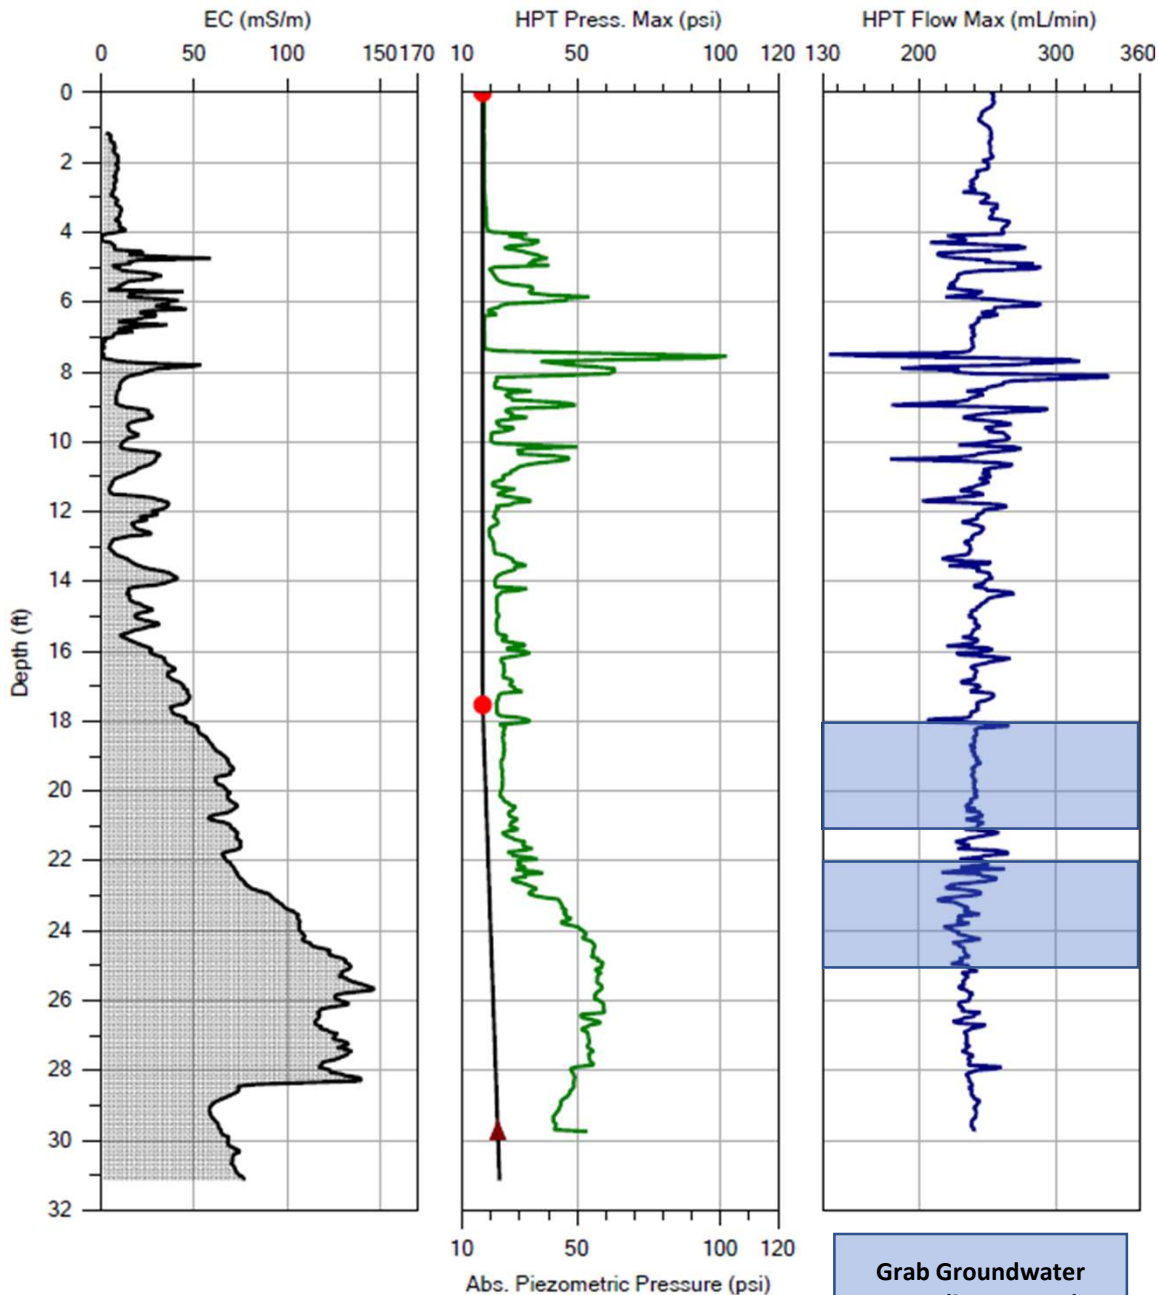 EC (mS/m) HPT Press. Max (psi) HPT Flow Max (mL/min)
0 50 100 150 170 10 50 100 120 130 200 300 360
0
2
4
6
8
10
12
14
16
18
20
22
24
26
28
30
32
Depth (ft)
10 50 100 120
Abs. Piezometric Pressure (psi)
Grab Groundwater